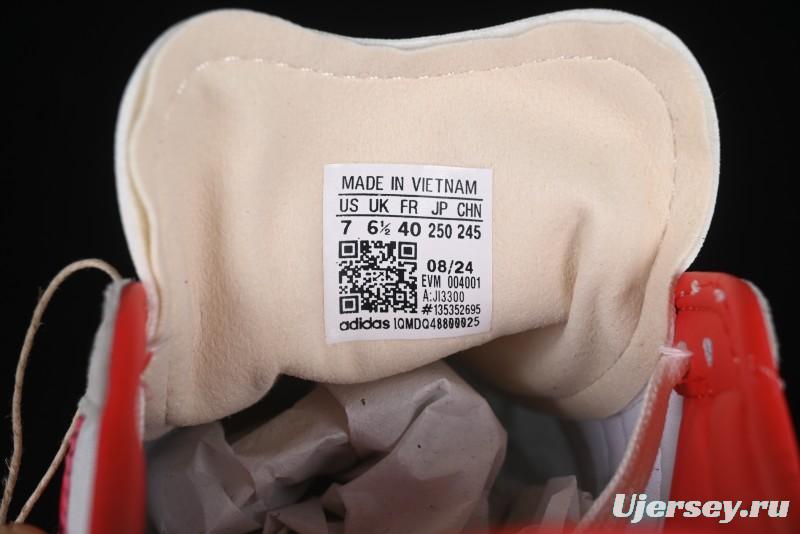 MADE IN VIETNAM
US UK FR JP CHN
7 6½ 40 250 245
08/24
EVM 004001
A:JI3300
#135352695
adidas IQMDQ48800025
Ujersey.ru